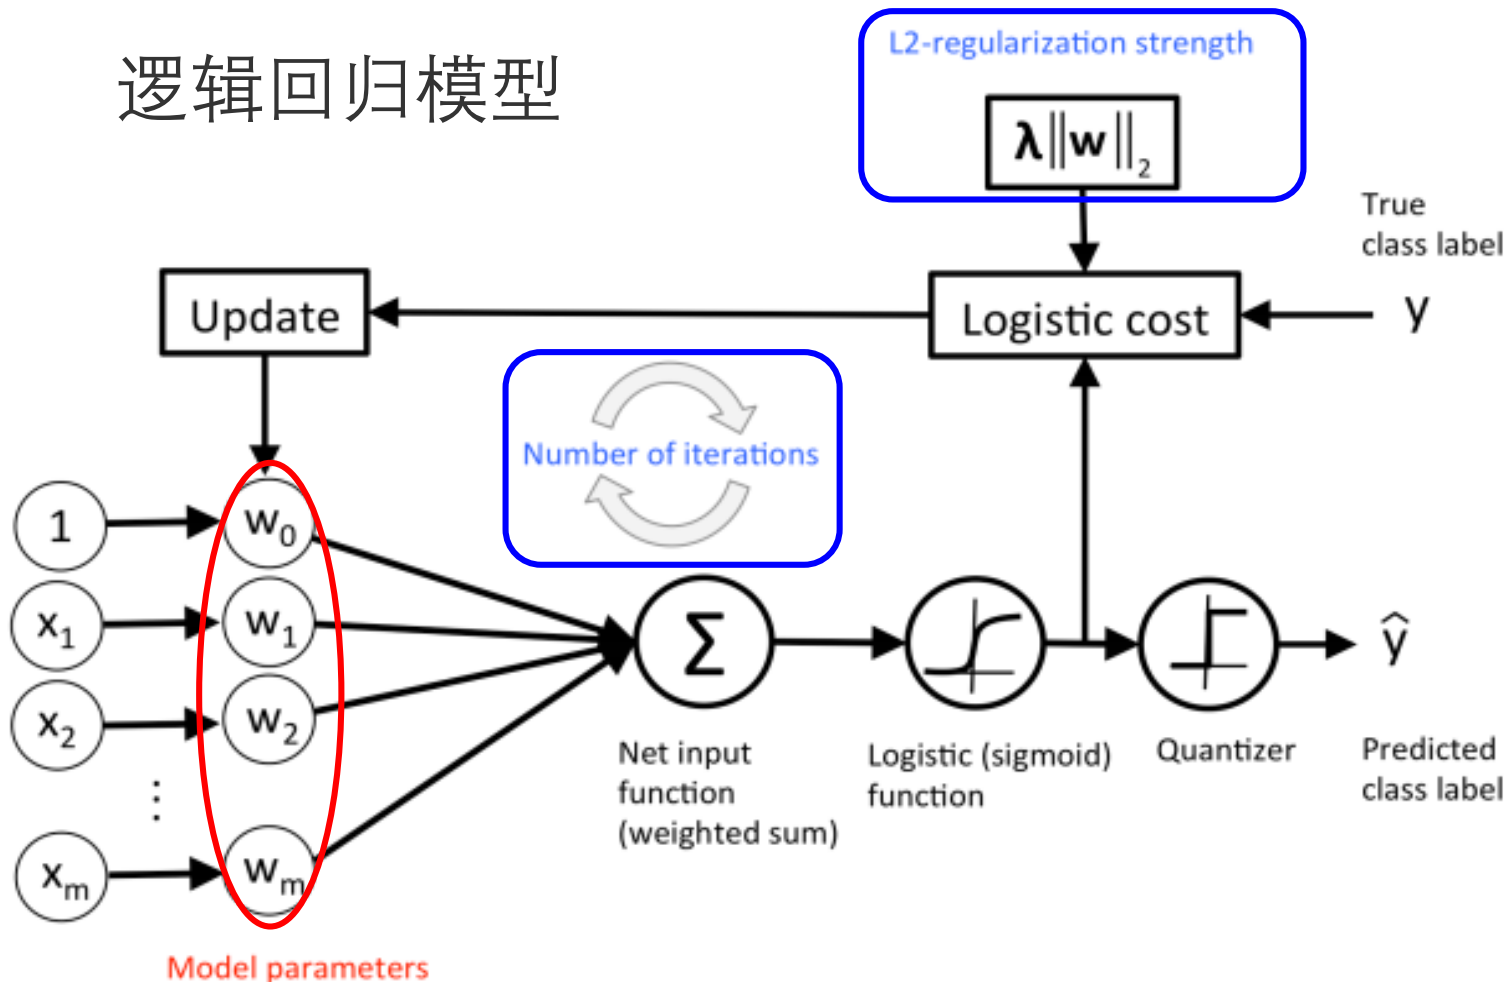 逻辑回归模型
L2-regularization strength
λ||w||₂
True
class label
y
Update
Logistic cost
Number of iterations
1
w₀
x₁
w₁
x₂
w₂
⋮
xₘ
wₘ
Σ
ŷ
Net input
function
(weighted sum)
Logistic (sigmoid)
function
Quantizer
Predicted
class label
Model parameters